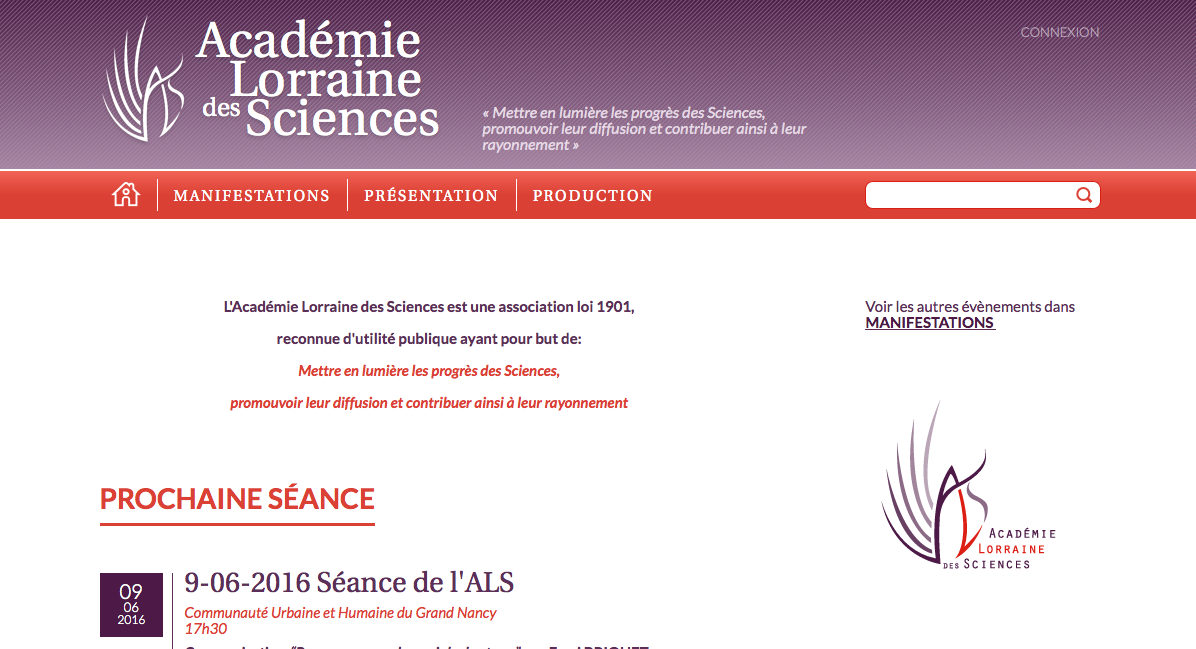 Académie
Lorraine
des Sciences
CONNEXION
« Mettre en lumière les progrès des Sciences,
promouvoir leur diffusion et contribuer ainsi à leur
rayonnement »
MANIFESTATIONS
PRÉSENTATION
PRODUCTION
L'Académie Lorraine des Sciences est une association loi 1901,
reconnue d'utilité publique ayant pour but de:
Mettre en lumière les progrès des Sciences,
promouvoir leur diffusion et contribuer ainsi à leur rayonnement
Voir les autres évènements dans
MANIFESTATIONS
ACADÉMIE
LORRAINE
DES SCIENCES
PROCHAINE SÉANCE
09
06
2016
9-06-2016 Séance de l'ALS
Communauté Urbaine et Humaine du Grand Nancy
17h30